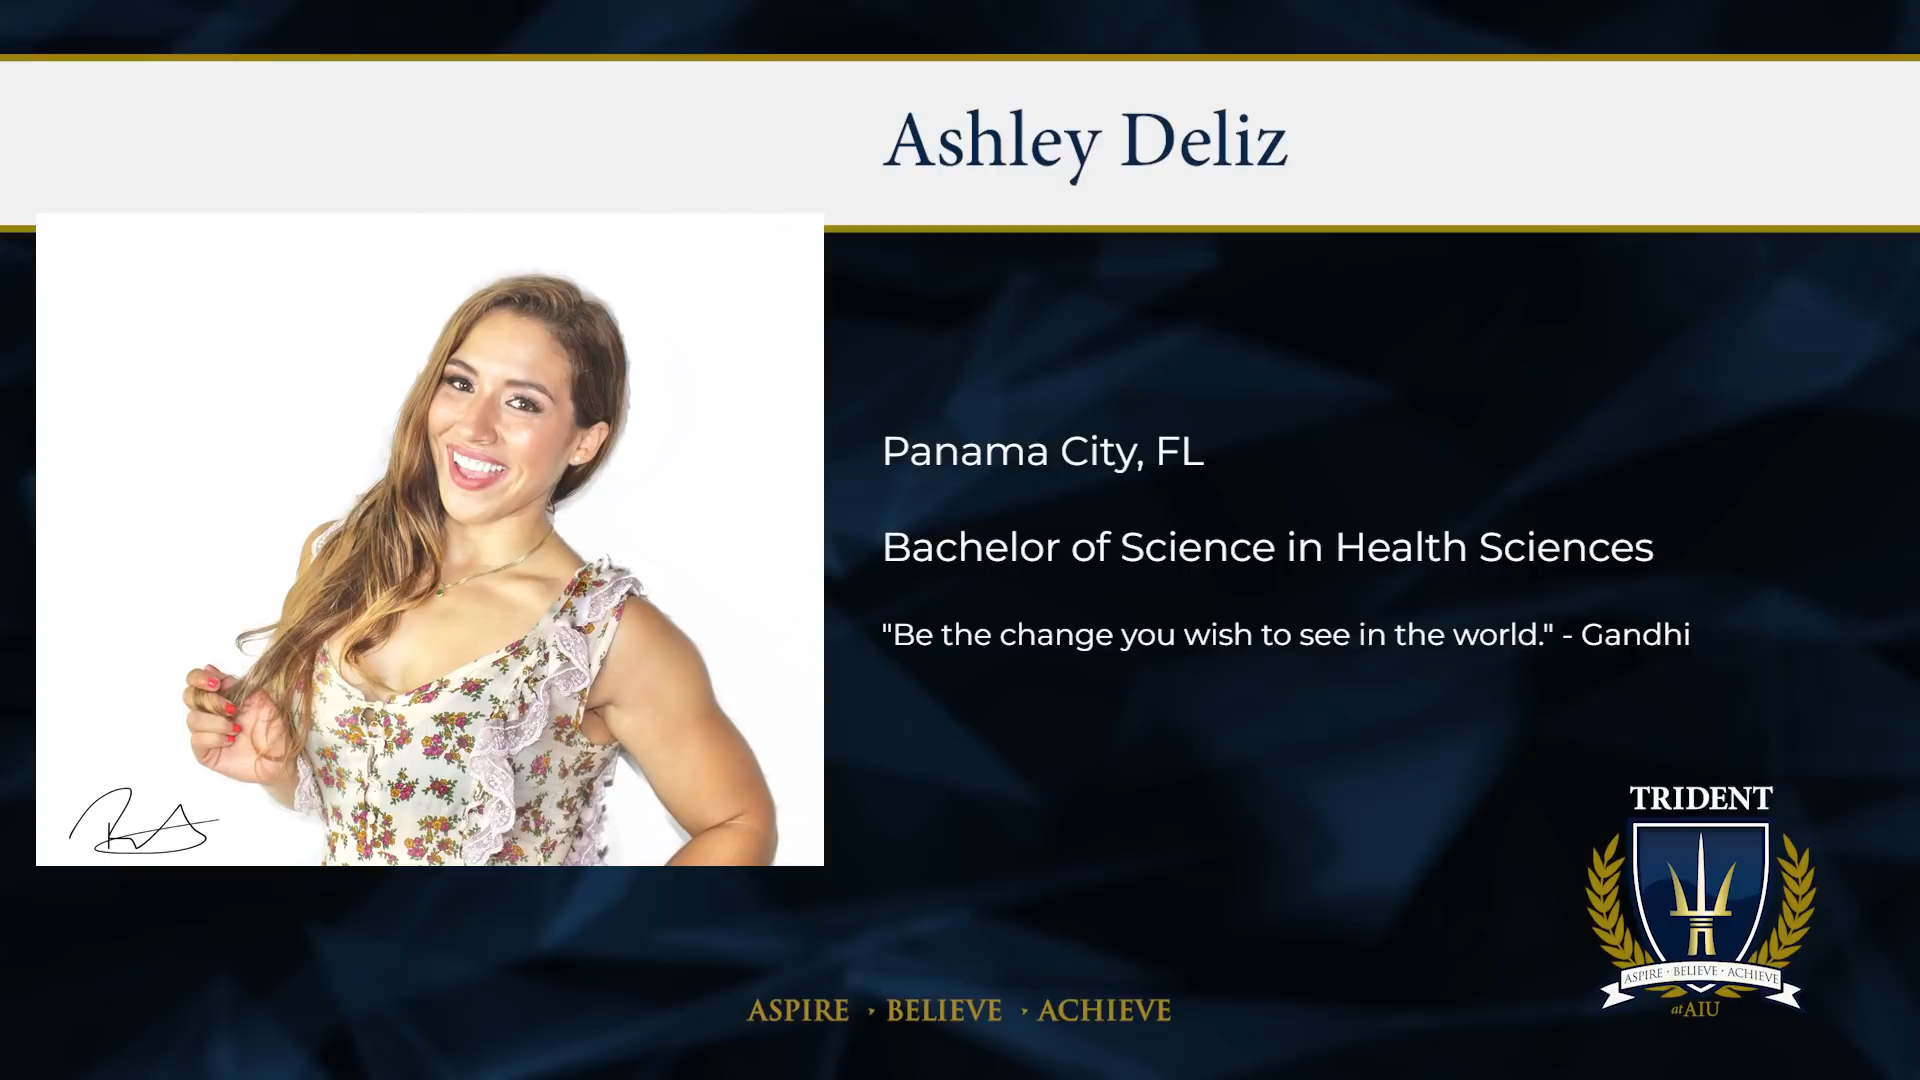 Ashley Deliz
Panama City, FL
Bachelor of Science in Health Sciences
"Be the change you wish to see in the world." - Gandhi
TRIDENT
ASPIRE · BELIEVE · ACHIEVE
at AIU
ASPIRE · BELIEVE · ACHIEVE